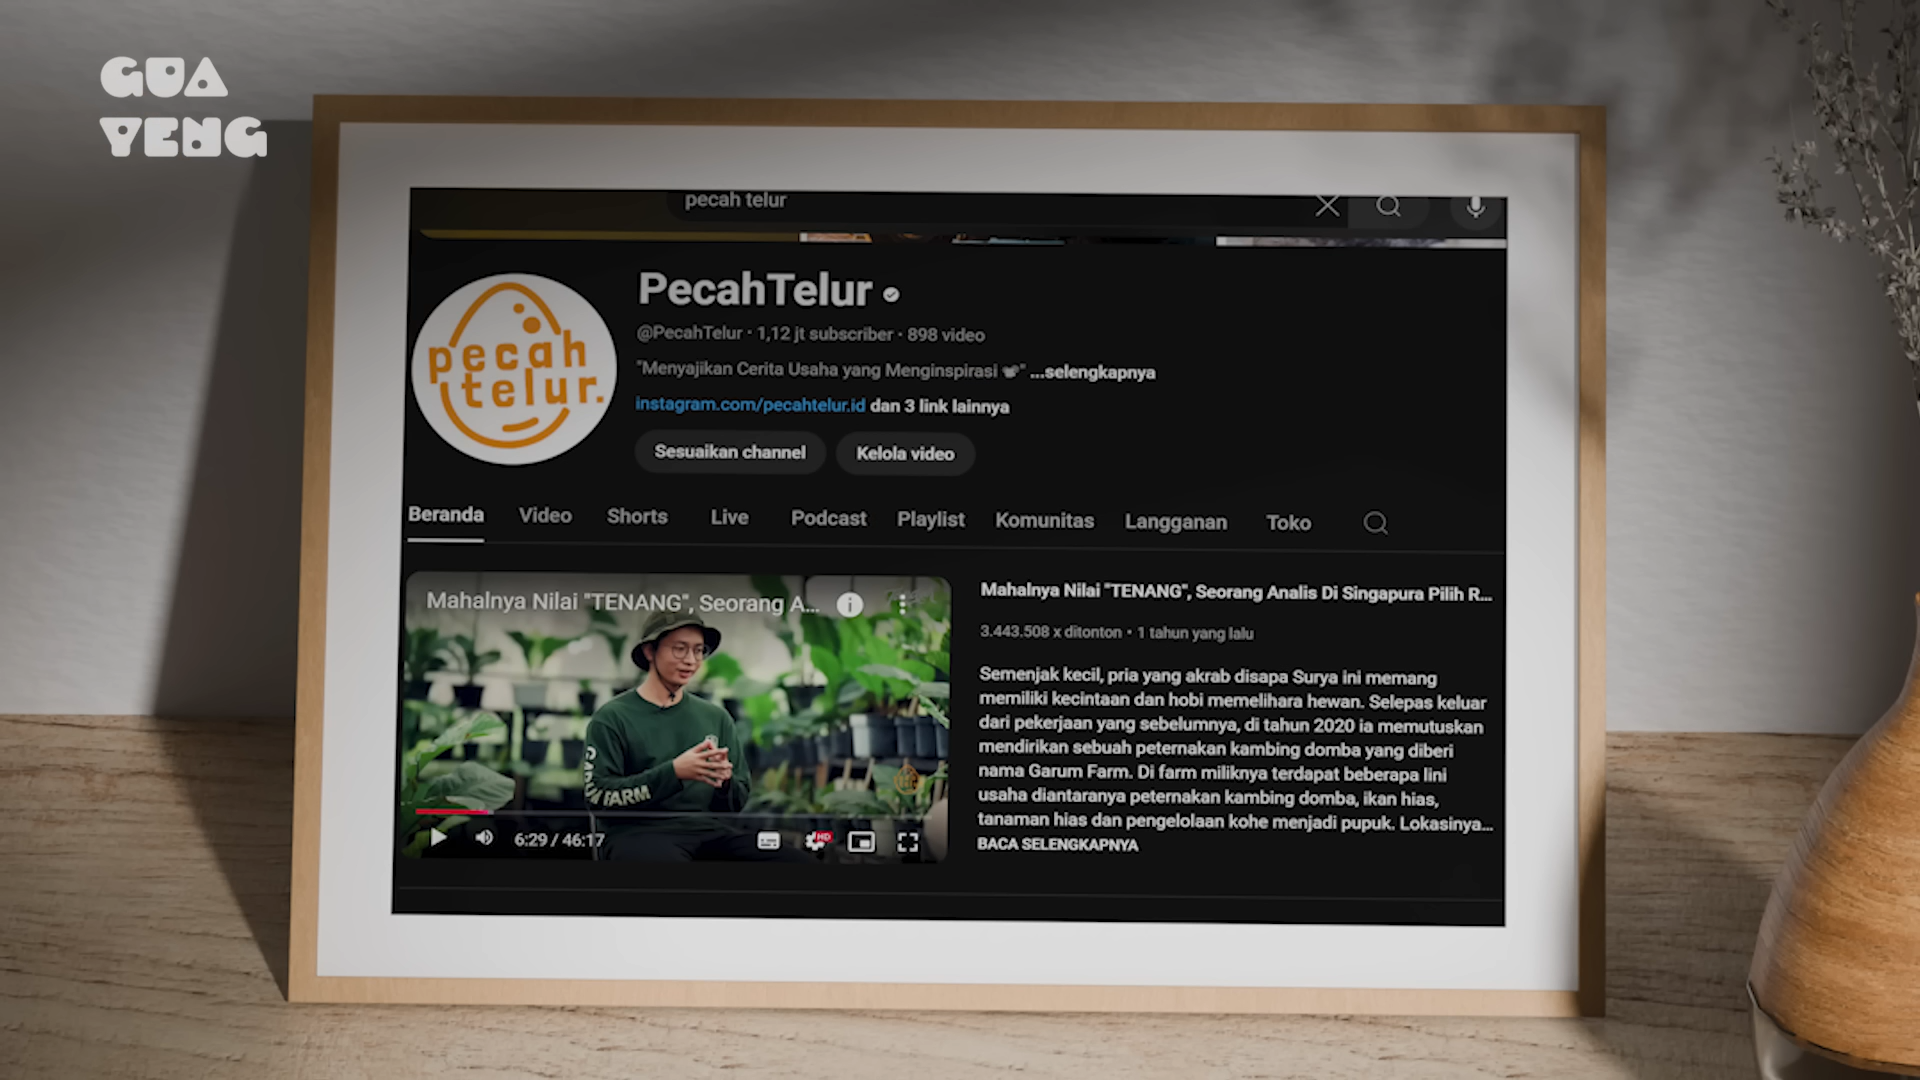 GUA
YENG
pecah telur
PecahTelur
@PecahTelur · 1,12 jt subscriber · 898 video
"Menyajikan Cerita Usaha yang Menginspirasi " ...selengkapnya
instagram.com/pecahtelur.id dan 3 link lainnya
pecah
telur.
Sesuaikan channel
Kelola video
Beranda
Video
Shorts
Live
Podcast
Playlist
Komunitas
Langganan
Toko
Mahalnya Nilai "TENANG", Seorang A...
GARUM FARM
6:29 / 46:17
HD
Mahalnya Nilai "TENANG", Seorang Analis Di Singapura Pilih R...
3.443.508 x ditonton · 1 tahun yang lalu
Semenjak kecil, pria yang akrab disapa Surya ini memang
memiliki kecintaan dan hobi memelihara hewan. Selepas keluar
dari pekerjaan yang sebelumnya, di tahun 2020 ia memutuskan
mendirikan sebuah peternakan kambing domba yang diberi
nama Garum Farm. Di farm miliknya terdapat beberapa lini
usaha diantaranya peternakan kambing domba, ikan hias,
tanaman hias dan pengelolaan kohe menjadi pupuk. Lokasinya...
BACA SELENGKAPNYA